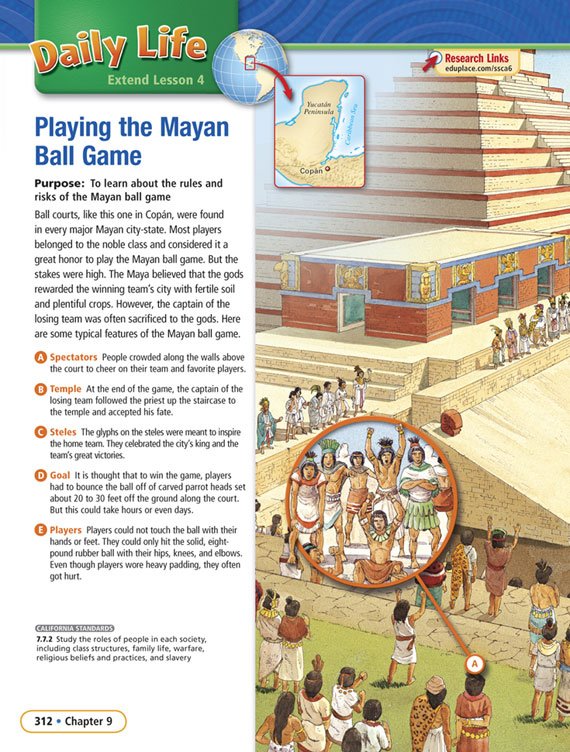 Daily Life
Extend Lesson 4
Research Links
eduplace.com/ssca6
Yucatán
Peninsula
Caribbean Sea
Copán
Playing the Mayan
Ball Game
Purpose: To learn about the rules and
risks of the Mayan ball game
Ball courts, like this one in Copán, were found
in every major Mayan city-state. Most players
belonged to the noble class and considered it a
great honor to play the Mayan ball game. But the
stakes were high. The Maya believed that the gods
rewarded the winning team's city with fertile soil
and plentiful crops. However, the captain of the
losing team was often sacrificed to the gods. Here
are some typical features of the Mayan ball game.
A Spectators People crowded along the walls above
the court to cheer on their team and favorite players.
B Temple At the end of the game, the captain of the
losing team followed the priest up the staircase to
the temple and accepted his fate.
C Steles The glyphs on the steles were meant to inspire
the home team. They celebrated the city's king and the
team's great victories.
D Goal It is thought that to win the game, players
had to bounce the ball off of carved parrot heads set
about 20 to 30 feet off the ground along the court.
But this could take hours or even days.
E Players Players could not touch the ball with their
hands or feet. They could only hit the solid, eight-
pound rubber ball with their hips, knees, and elbows.
Even though players wore heavy padding, they often
got hurt.
A
CALIFORNIA STANDARDS
7.7.2 Study the roles of people in each society,
including class structures, family life, warfare,
religious beliefs and practices, and slavery
312 • Chapter 9